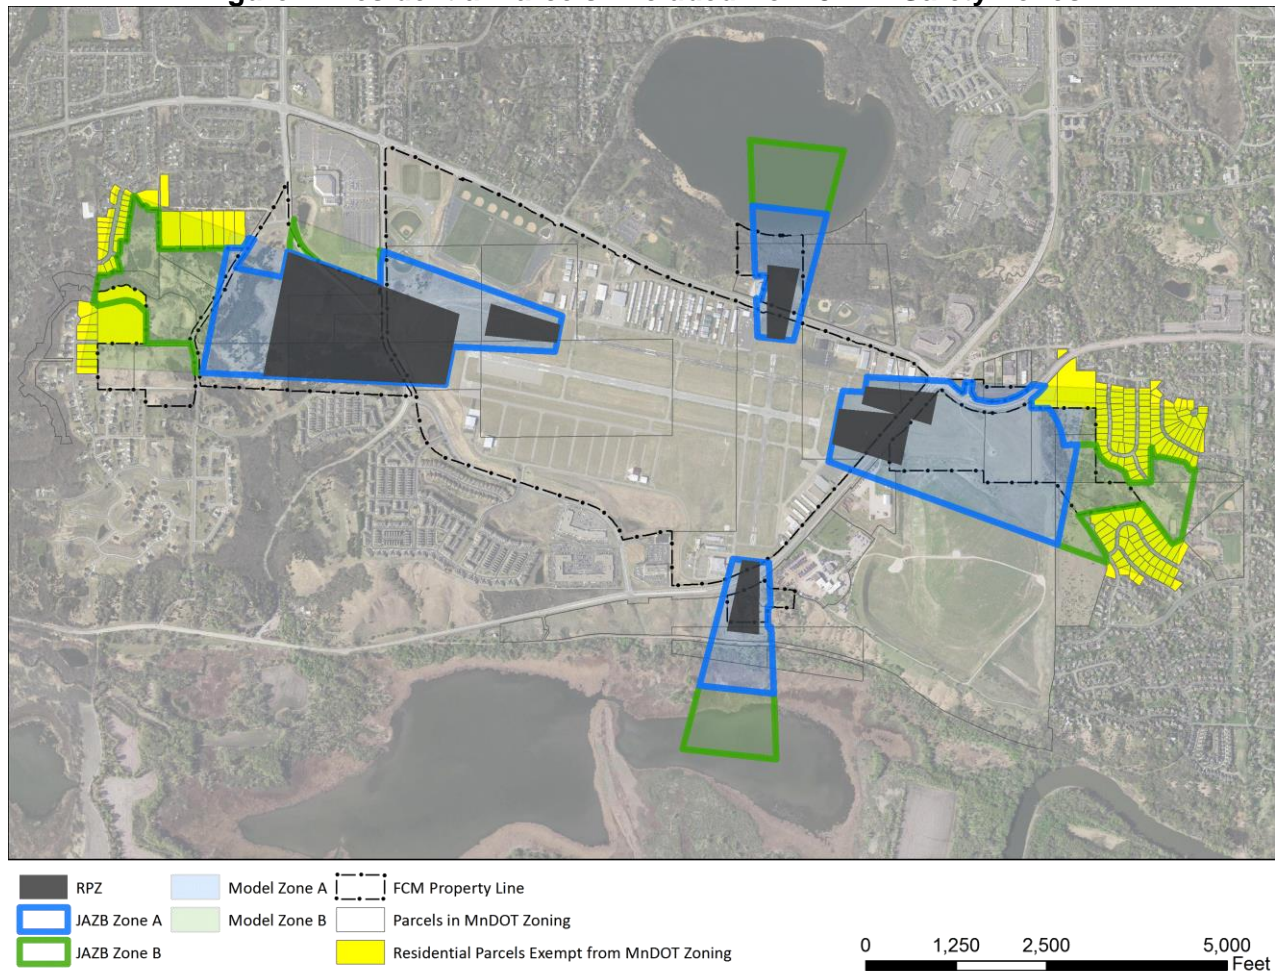 RPZ
Model Zone A
FCM Property Line
JAZB Zone A
Model Zone B
Parcels in MnDOT Zoning
JAZB Zone B
Residential Parcels Exempt from MnDOT Zoning
0 1,250 2,500 5,000
Feet